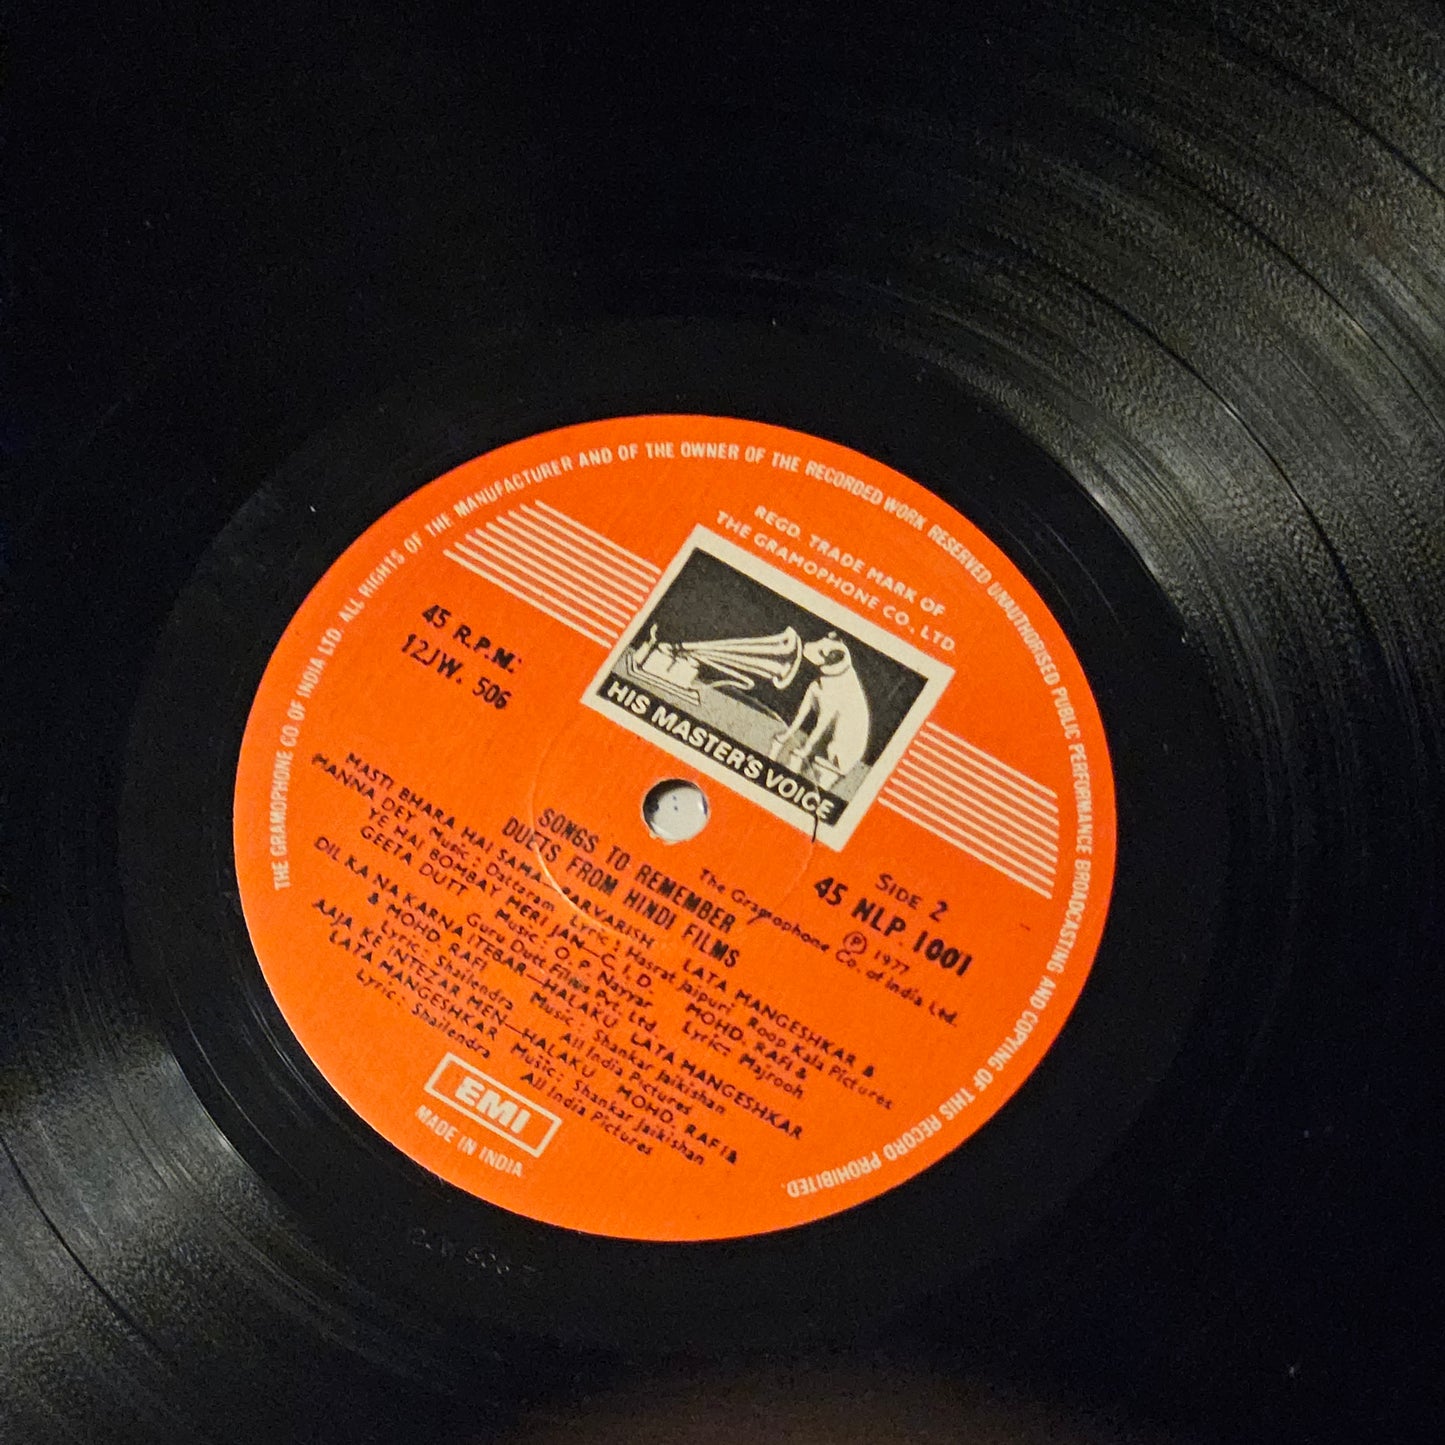 THE GRAMOPHONE CO OF INDIA LTD. ALL RIGHTS OF THE MANUFACTURER AND OF THE OWNER OF THE RECORDED WORK RESERVED UNAUTHORISED PUBLIC PERFORMANCE BROADCASTING AND COPYING OF THIS RECORD PROHIBITED.
REGD. TRADE MARK OF
THE GRAMOPHONE CO., LTD.
HIS MASTER'S VOICE
45 R.P.M.
12JW. 506
SIDE 2
45 NLP 1001
Ⓟ 1977
The Gramophone Co. of India Ltd.
SONGS TO REMEMBER
DUETS FROM HINDI FILMS
MASTI BHARA HAI SAMA—PARVARISH LATA MANGESHKAR &
MANNA DEY Music: Dattaram Lyric: Hasrat Jaipuri Roop Kala Pictures
YE HAI BOMBAY MERI JAN—C.I.D. MOHD. RAFI &
GEETA DUTT Music: O. P. Nayyar Lyric: Majrooh
Guru Dutt Films Pvt. Ltd.
DIL KA NA KARNA ITEBAR—HALAKU LATA MANGESHKAR
& MOHD. RAFI Music: Shankar Jaikishan
Lyric: Shailendra All India Pictures
AAJA KE INTEZAR MEN—HALAKU MOHD. RAFI &
LATA MANGESHKAR Music: Shankar Jaikishan
Lyric: Shailendra All India Pictures
EMI
MADE IN INDIA